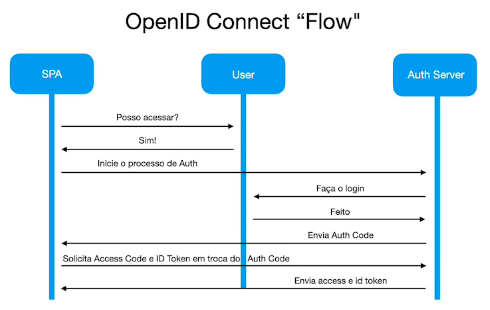 OpenID Connect “Flow"
SPA
User
Auth Server
Posso acessar?
Sim!
Inicie o processo de Auth
Faça o login
Feito
Envia Auth Code
Solicita Access Code e ID Token em troca do Auth Code
Envia access e id token